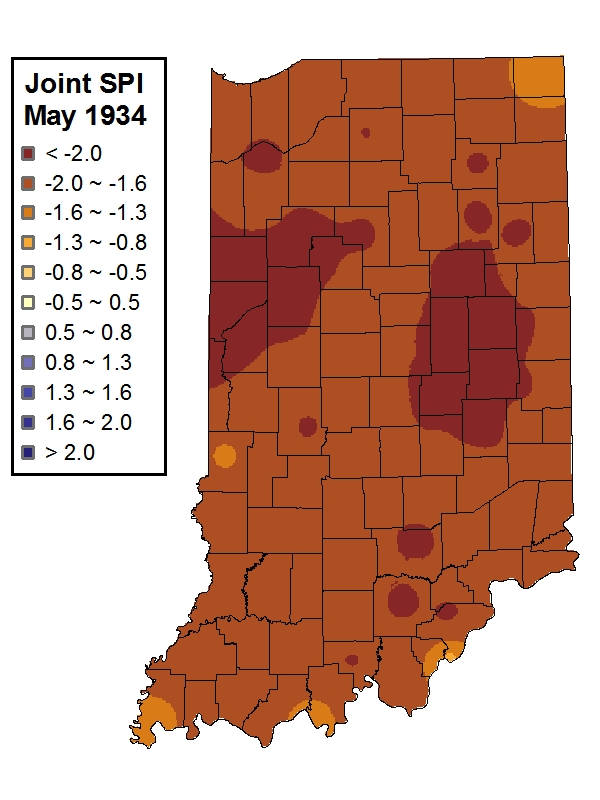 Joint SPI
May 1934
< -2.0
-2.0 ~ -1.6
-1.6 ~ -1.3
-1.3 ~ -0.8
-0.8 ~ -0.5
-0.5 ~ 0.5
0.5 ~ 0.8
0.8 ~ 1.3
1.3 ~ 1.6
1.6 ~ 2.0
> 2.0